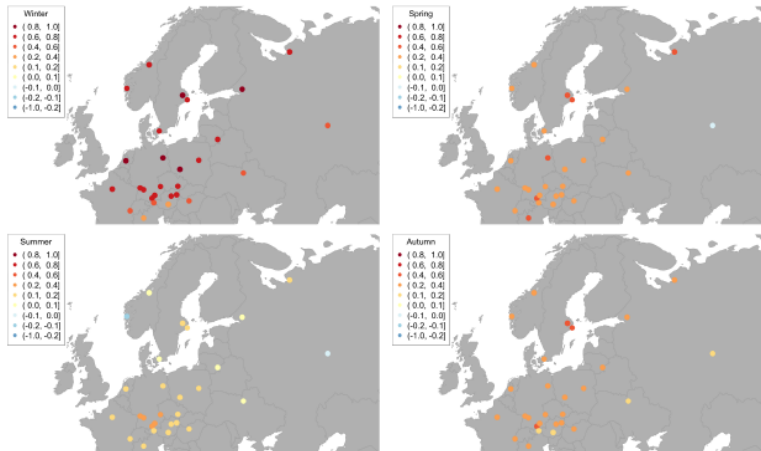 Winter
( 0.8, 1.0]
( 0.6, 0.8]
( 0.4, 0.6]
( 0.2, 0.4]
( 0.1, 0.2]
( 0.0, 0.1]
(-0.1, 0.0]
(-0.2, -0.1]
(-1.0, -0.2]
Spring
( 0.8, 1.0]
( 0.6, 0.8]
( 0.4, 0.6]
( 0.2, 0.4]
( 0.1, 0.2]
( 0.0, 0.1]
(-0.1, 0.0]
(-0.2, -0.1]
(-1.0, -0.2]
Summer
( 0.8, 1.0]
( 0.6, 0.8]
( 0.4, 0.6]
( 0.2, 0.4]
( 0.1, 0.2]
( 0.0, 0.1]
(-0.1, 0.0]
(-0.2, -0.1]
(-1.0, -0.2]
Autumn
( 0.8, 1.0]
( 0.6, 0.8]
( 0.4, 0.6]
( 0.2, 0.4]
( 0.1, 0.2]
( 0.0, 0.1]
(-0.1, 0.0]
(-0.2, -0.1]
(-1.0, -0.2]